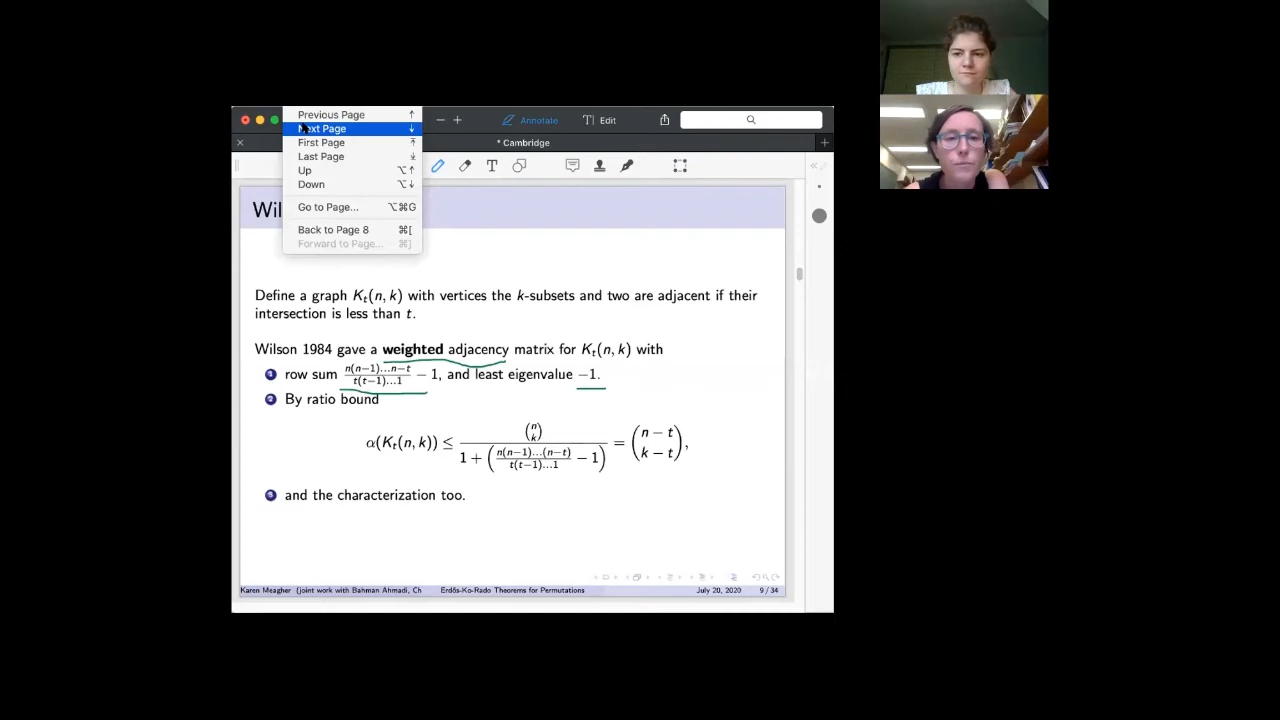 Previous Page ↑
Next Page ↓
First Page
Last Page
Up ⌥↑
Down ⌥↓
Go to Page... ⌥⌘G
Back to Page 8 ⌘[
Forward to Page... ⌘]
Annotate
Edit
* Cambridge
Wil
Define a graph K_t(n, k) with vertices the k-subsets and two are adjacent if their
intersection is less than t.
Wilson 1984 gave a weighted adjacency matrix for K_t(n, k) with
1 row sum n(n−1)...n−t / t(t−1)...1 − 1, and least eigenvalue −1.
2 By ratio bound
α(K_t(n, k)) ≤ (n k) / (1 + (n(n−1)...(n−t) / t(t−1)...1 − 1)) = (n − t k − t),
3 and the characterization too.
Karen Meagher (joint work with Bahman Ahmadi, Ch Erdős-Ko-Rado Theorems for Permutations July 20, 2020 9 / 34